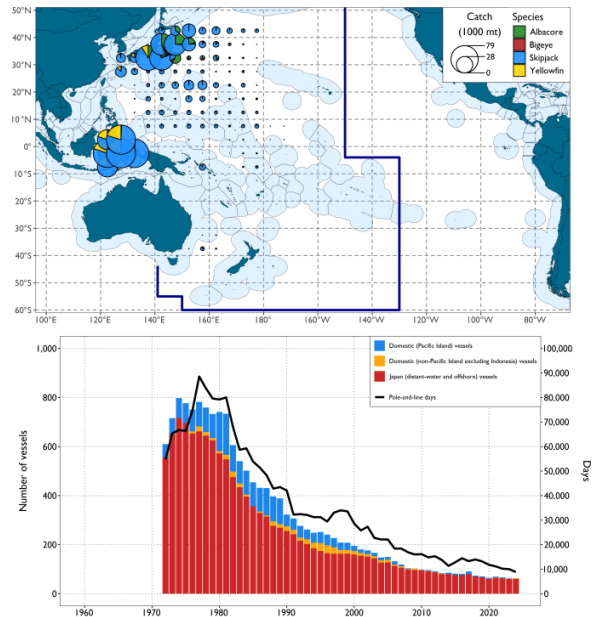 50°N
40°N
30°N
20°N
10°N
0°
10°S
20°S
30°S
40°S
50°S
60°S
100°E 120°E 140°E 160°E 180° 160°W 140°W 120°W 100°W 80°W
Catch
(1000 mt)
79
28
0
Species
Albacore
Bigeye
Skipjack
Yellowfin
1,000
800
600
400
200
0
Number of vessels
100,000
90,000
80,000
70,000
60,000
50,000
40,000
30,000
20,000
10,000
0
Days
Domestic (Pacific Island) vessels
Domestic (non-Pacific Island excluding Indonesia) vessels
Japan (distant-water and offshore) vessels
Pole-and-line days
1960 1970 1980 1990 2000 2010 2020